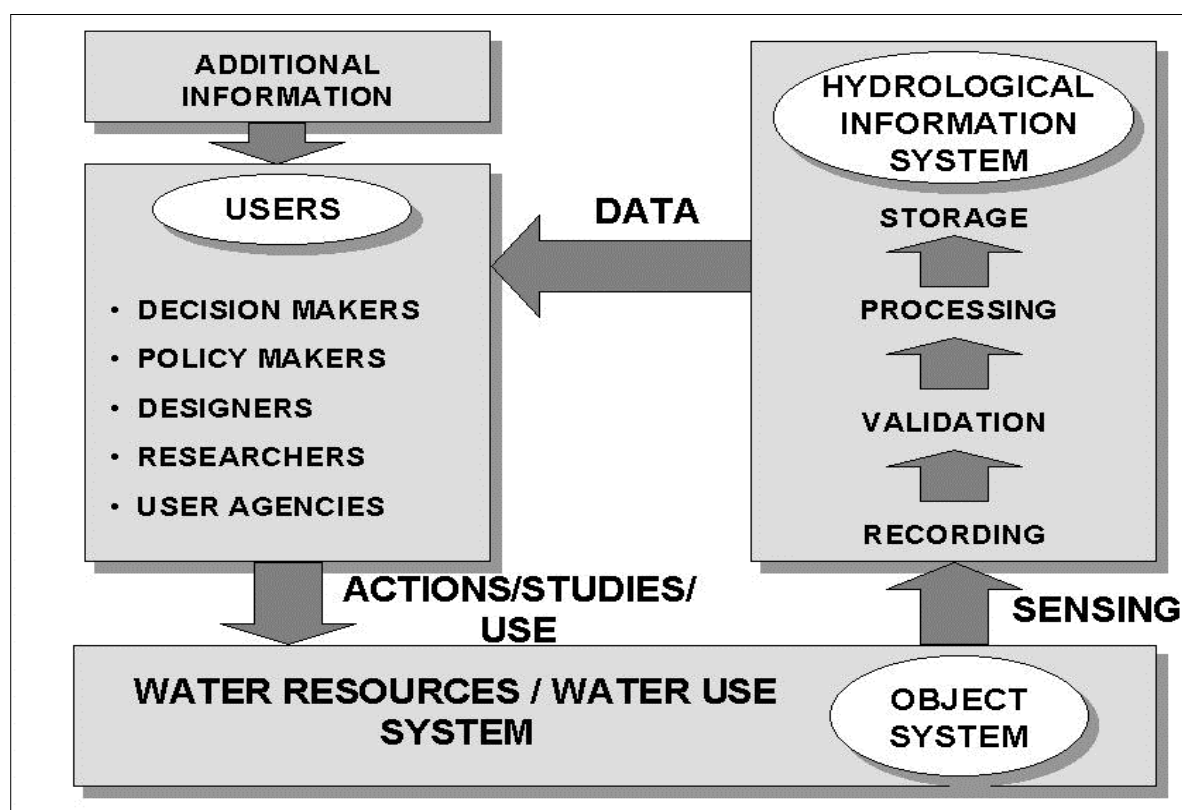 ADDITIONAL
INFORMATION
USERS
• DECISION MAKERS
• POLICY MAKERS
• DESIGNERS
• RESEARCHERS
• USER AGENCIES
DATA
HYDROLOGICAL
INFORMATION
SYSTEM
STORAGE
PROCESSING
VALIDATION
RECORDING
ACTIONS/STUDIES/
USE
SENSING
WATER RESOURCES / WATER USE
SYSTEM
OBJECT
SYSTEM